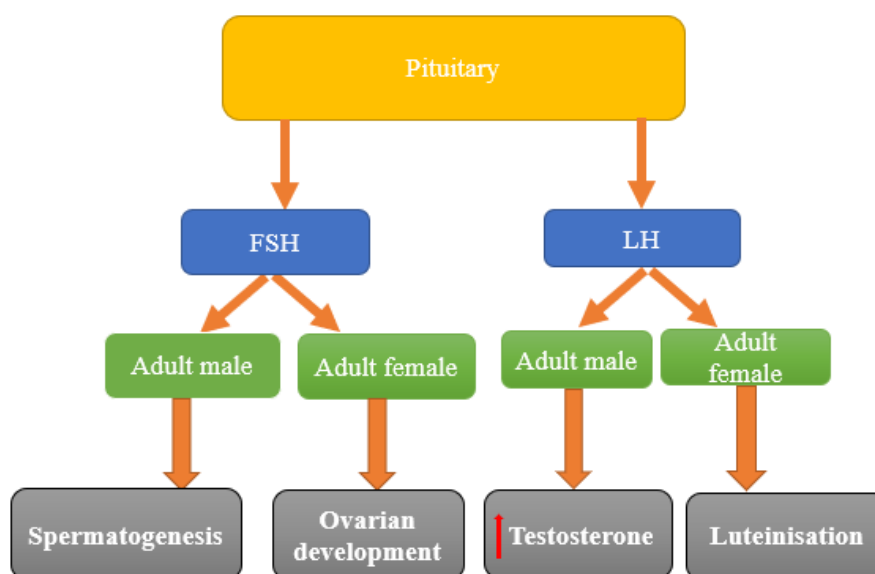 Pituitary
FSH
LH
Adult male
Adult female
Adult male
Adult
female
Spermatogenesis
Ovarian
development
Testosterone
Luteinisation